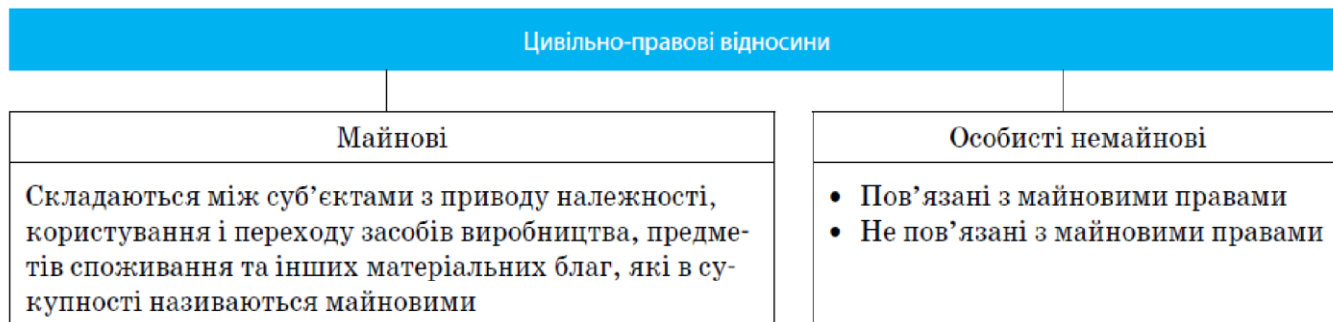 Цивільно-правові відносини
Майнові
Складаються між суб’єктами з приводу належності,
користування і переходу засобів виробництва, предме-
тів споживання та інших матеріальних благ, які в су-
купності називаються майновими
Особисті немайнові
• Пов’язані з майновими правами
• Не пов’язані з майновими правами